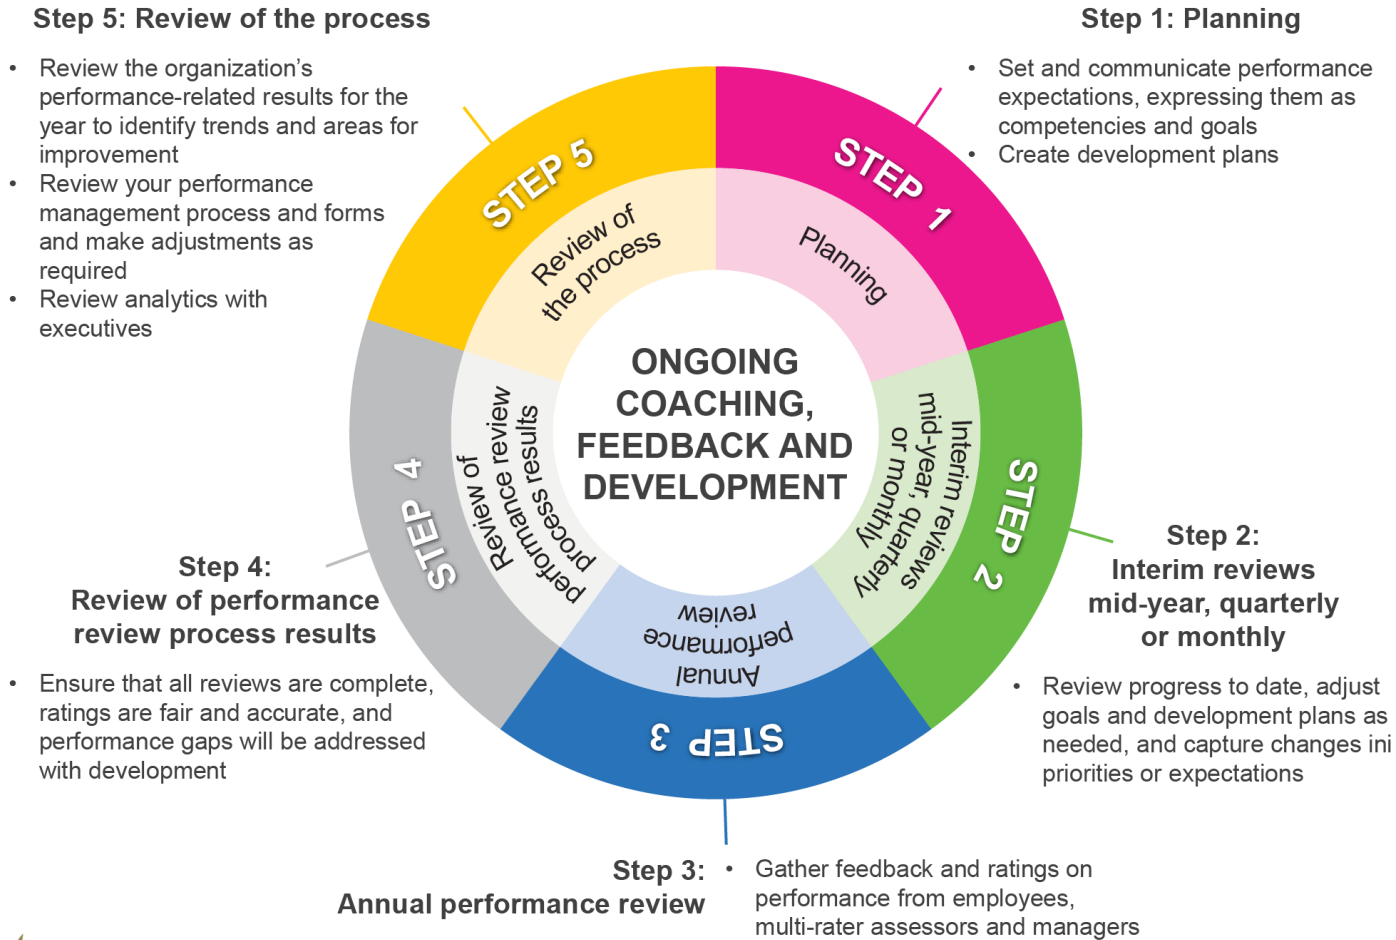 Step 5: Review of the process
• Review the organization’s
performance-related results for the
year to identify trends and areas for
improvement
• Review your performance
management process and forms
and make adjustments as
required
• Review analytics with
executives
Step 1: Planning
• Set and communicate performance
expectations, expressing them as
competencies and goals
• Create development plans
STEP 5
Review of
the process
STEP 1
Planning
ONGOING
COACHING,
FEEDBACK AND
DEVELOPMENT
STEP 2
Interim reviews
mid-year, quarterly
or monthly
STEP 3
Annual
performance
review
STEP 4
Review of
performance review
process results
Step 2:
Interim reviews
mid-year, quarterly
or monthly
• Review progress to date, adjust
goals and development plans as
needed, and capture changes ini
priorities or expectations
Step 4:
Review of performance
review process results
• Ensure that all reviews are complete,
ratings are fair and accurate, and
performance gaps will be addressed
with development
Step 3:
Annual performance review
• Gather feedback and ratings on
performance from employees,
multi-rater assessors and managers